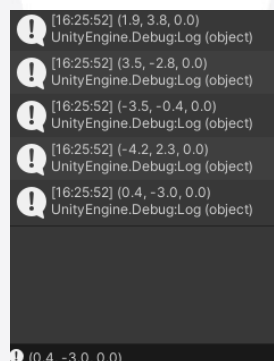 [16:25:52] (1.9, 3.8, 0.0)
UnityEngine.Debug:Log (object)
[16:25:52] (3.5, -2.8, 0.0)
UnityEngine.Debug:Log (object)
[16:25:52] (-3.5, -0.4, 0.0)
UnityEngine.Debug:Log (object)
[16:25:52] (-4.2, 2.3, 0.0)
UnityEngine.Debug:Log (object)
[16:25:52] (0.4, -3.0, 0.0)
UnityEngine.Debug:Log (object)
(0.4, -3.0, 0.0)